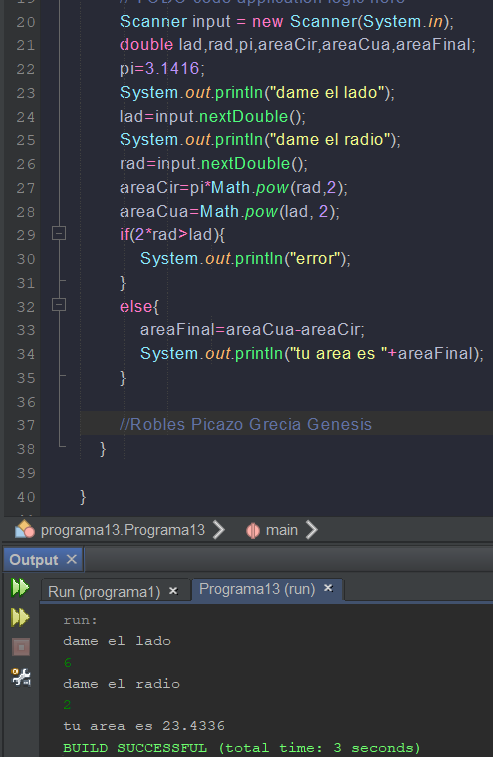 19 // TODO code application logic here
20 Scanner input = new Scanner(System.in);
21 double lad,rad,pi,areaCir,areaCua,areaFinal;
22 pi=3.1416;
23 System.out.println("dame el lado");
24 lad=input.nextDouble();
25 System.out.println("dame el radio");
26 rad=input.nextDouble();
27 areaCir=pi*Math.pow(rad,2);
28 areaCua=Math.pow(lad, 2);
29 if(2*rad>lad){
30 System.out.println("error");
31 }
32 else{
33 areaFinal=areaCua-areaCir;
34 System.out.println("tu area es "+areaFinal);
35 }
36
37 //Robles Picazo Grecia Genesis
38 }
39
40 }
programa13.Programa13 main
Output
Run (programa1) Programa13 (run)
run:
dame el lado
6
dame el radio
2
tu area es 23.4336
BUILD SUCCESSFUL (total time: 3 seconds)